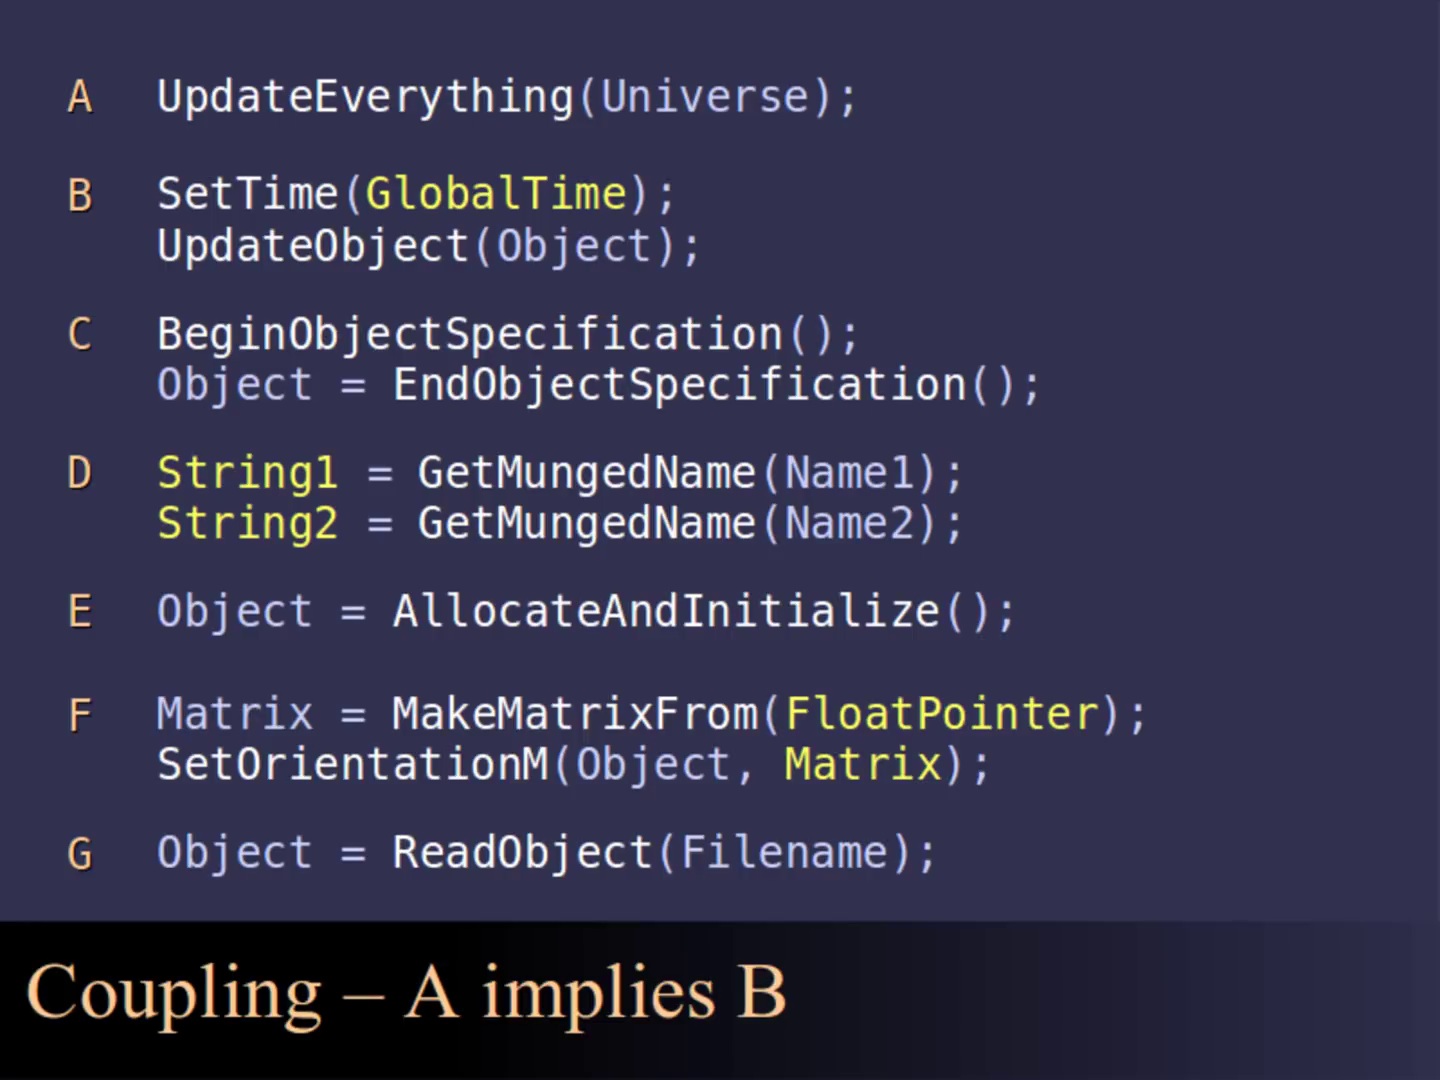 A UpdateEverything(Universe);
B SetTime(GlobalTime);
UpdateObject(Object);
C BeginObjectSpecification();
Object = EndObjectSpecification();
D String1 = GetMungedName(Name1);
String2 = GetMungedName(Name2);
E Object = AllocateAndInitialize();
F Matrix = MakeMatrixFrom(FloatPointer);
SetOrientationM(Object, Matrix);
G Object = ReadObject(Filename);
Coupling – A implies B